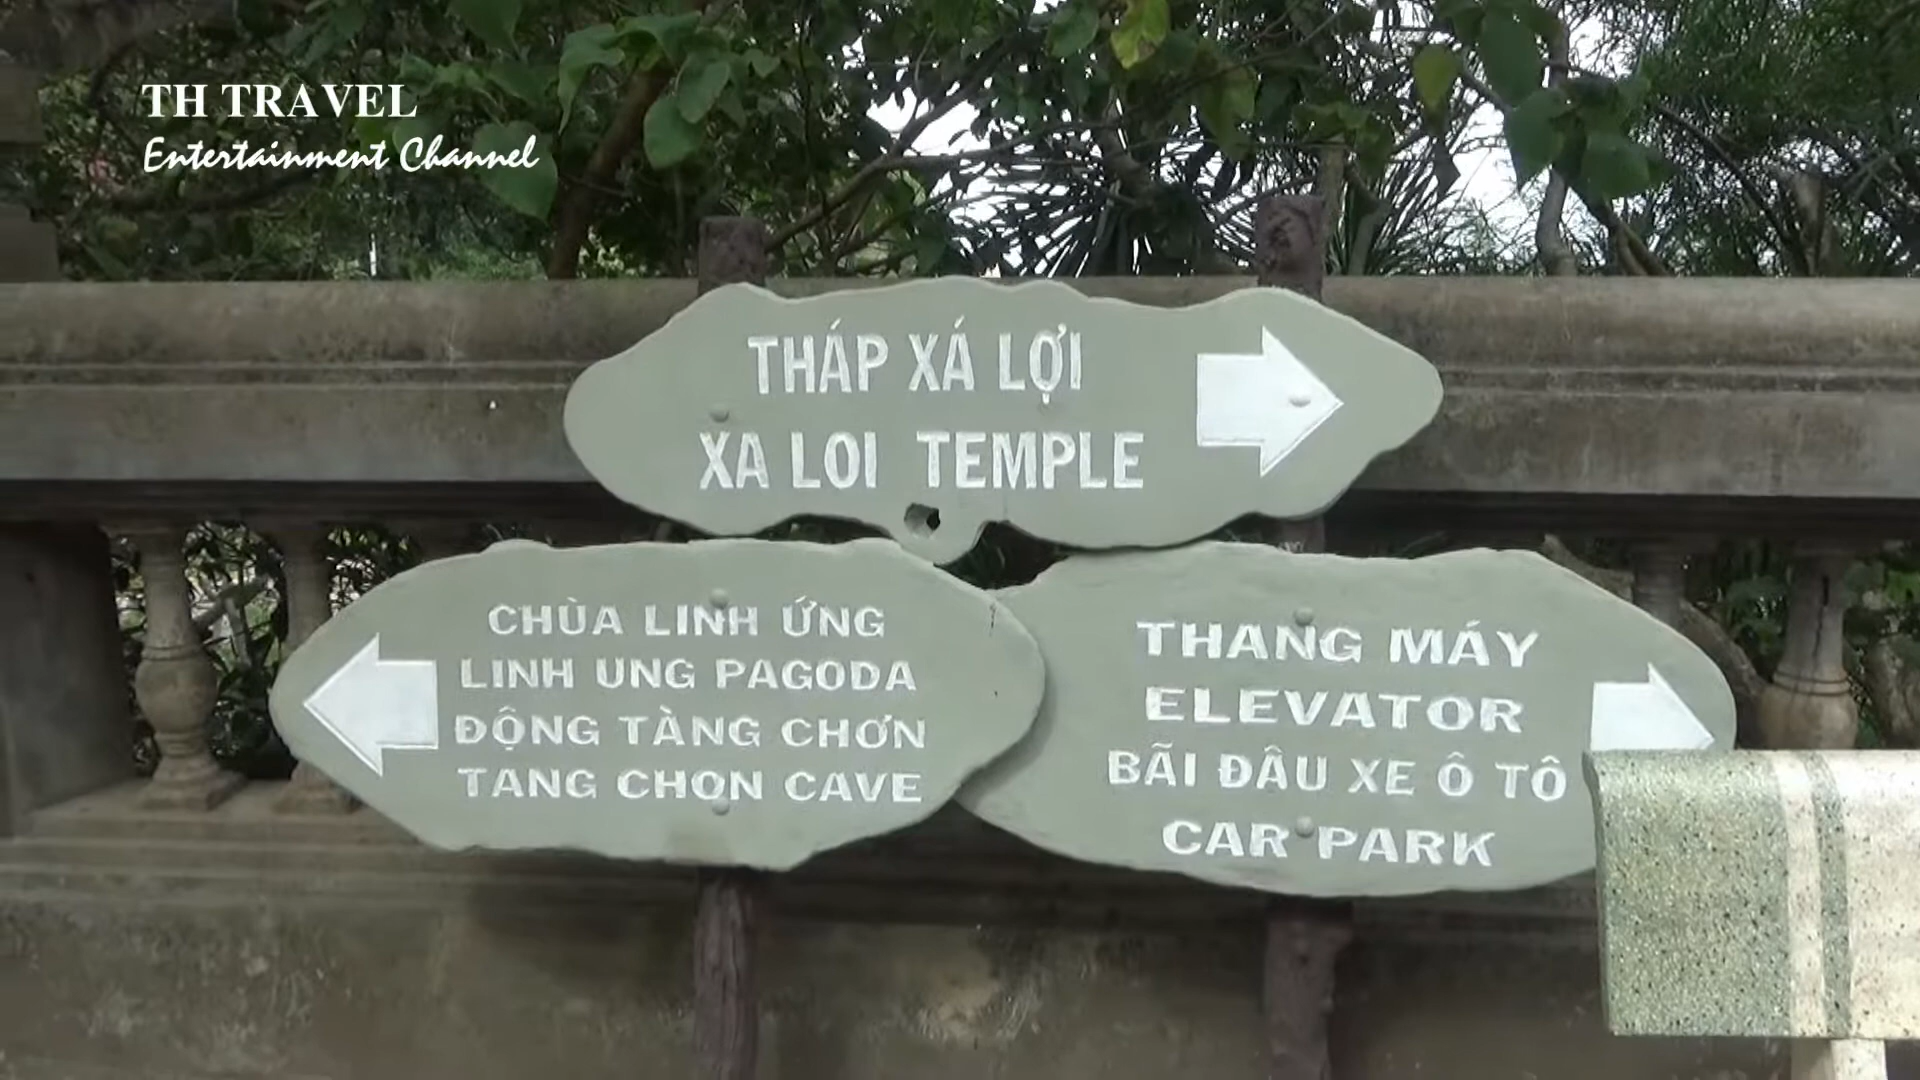 TH TRAVEL
Entertainment Channel
THÁP XÁ LỢI
XA LOI TEMPLE
CHÙA LINH ỨNG
LINH UNG PAGODA
ĐỘNG TÀNG CHƠN
TANG CHON CAVE
THANG MÁY
ELEVATOR
BÃI ĐẬU XE Ô TÔ
CAR PARK